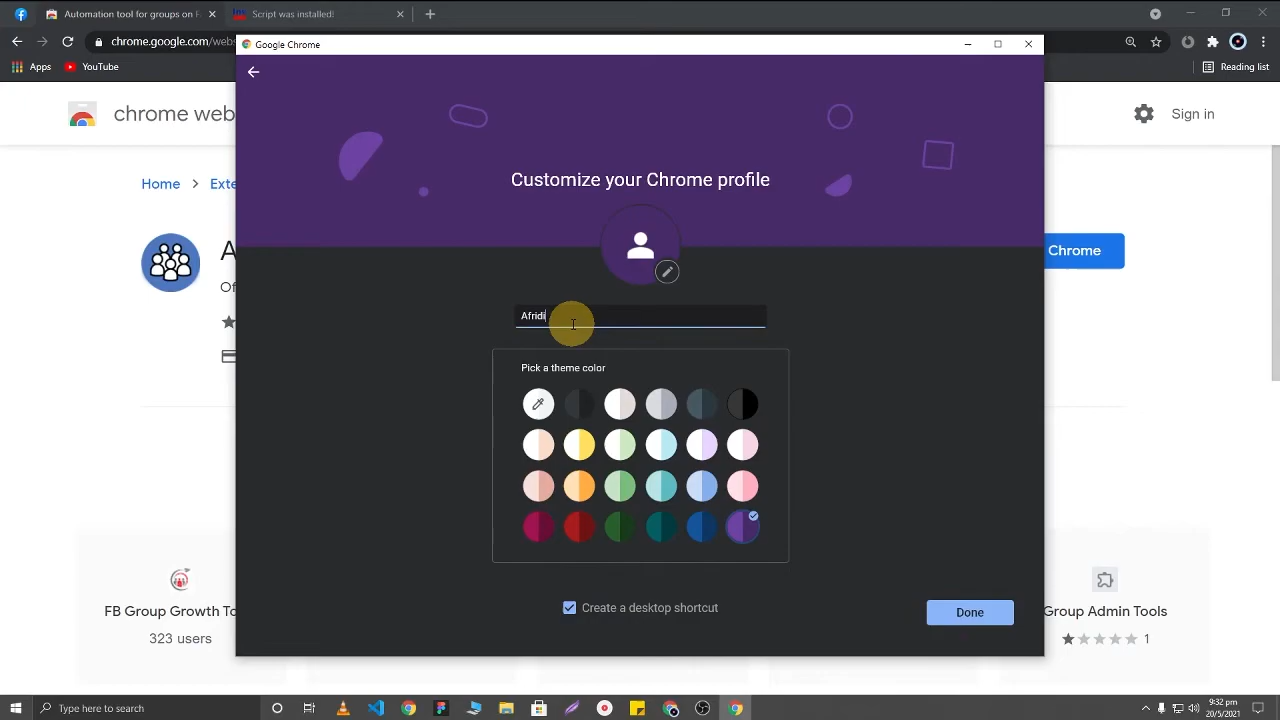 Automation tool for groups on F
Script was installed!
chrome.google.com/webs
Apps
YouTube
Reading list
Google Chrome
chrome web
Sign in
Customize your Chrome profile
Home
Exte
A
Chrome
Of
Afridi
Pick a theme color
FB Group Growth To
Group Admin Tools
323 users
1
Create a desktop shortcut
Done
Type here to search
9:32 pm
20/5/2021